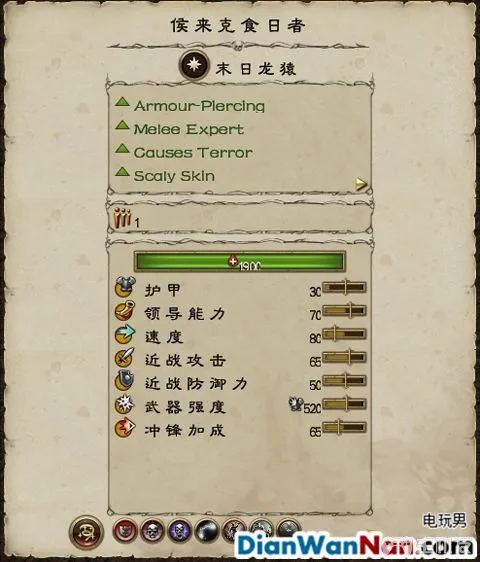 侯来克食日者
末日龙猿
Armour-Piercing
Melee Expert
Causes Terror
Scaly Skin
1
1900
护甲 30
领导能力 70
速度 80
近战攻击 65
近战防御力 50
武器强度 520
冲锋加成 65
电玩男
DianWanNan.com